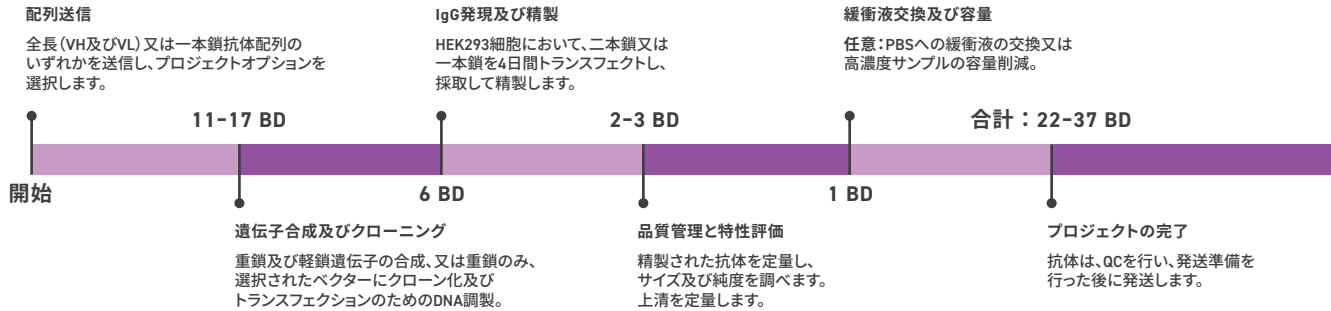 配列送信
全長（VH及びVL）又は一本鎖抗体配列の
いずれかを送信し、プロジェクトオプションを
選択します。
IgG発現及び精製
HEK293細胞において、二本鎖又は
一本鎖を4日間トランスフェクトし、
採取して精製します。
緩衝液交換及び容量
任意：PBSへの緩衝液の交換又は
高濃度サンプルの容量削減。
11-17 BD
2-3 BD
合計：22-37 BD
開始
6 BD
1 BD
遺伝子合成及びクローニング
重鎖及び軽鎖遺伝子の合成、又は重鎖のみ、
選択されたベクターにクローン化及び
トランスフェクションのためのDNA調製。
品質管理と特性評価
精製された抗体を定量し、
サイズ及び純度を調べます。
上清を定量します。
プロジェクトの完了
抗体は、QCを行い、発送準備を
行った後に発送します。